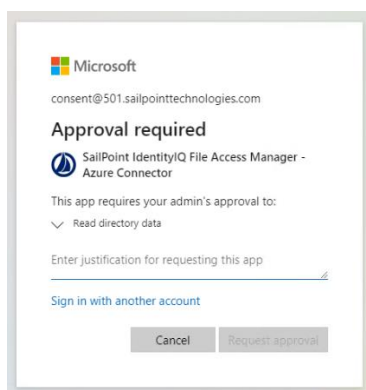 Microsoft
consent@501.sailpointtechnologies.com
Approval required
SailPoint IdentityIQ File Access Manager -
Azure Connector
This app requires your admin's approval to:
Read directory data
Enter justification for requesting this app
Sign in with another account
Cancel Request approval